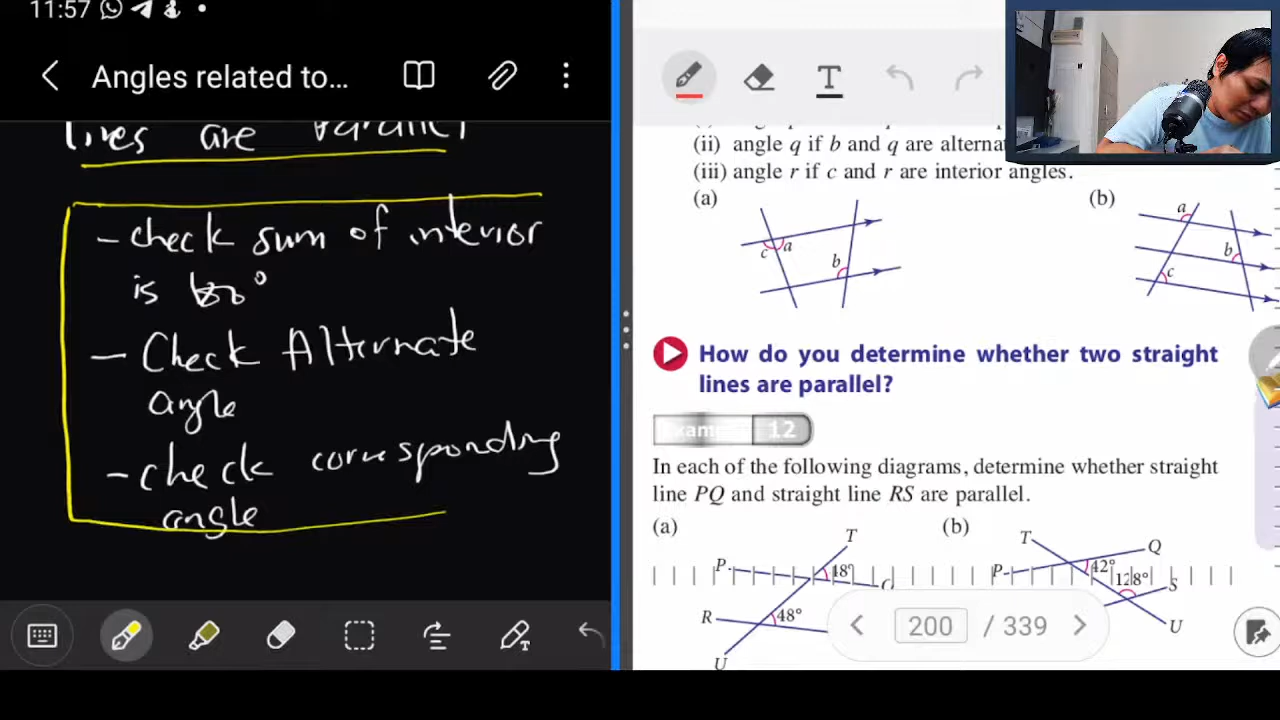 11:57
Angles related to...
lines are parallel
- check sum of interior
is
- Check Alternate
angle
- check corresponding
angle
(ii) angle q if b and q are alterna
(iii) angle r if c and r are interior angles.
(a)
(b)
a
c
b
a
b
c
How do you determine whether two straight
lines are parallel?
Example 12
In each of the following diagrams, determine whether straight
line PQ and straight line RS are parallel.
(a)
(b)
T
P
48°
Q
R
48°
U
T
Q
P
42°
128°
S
U
200 / 339
T